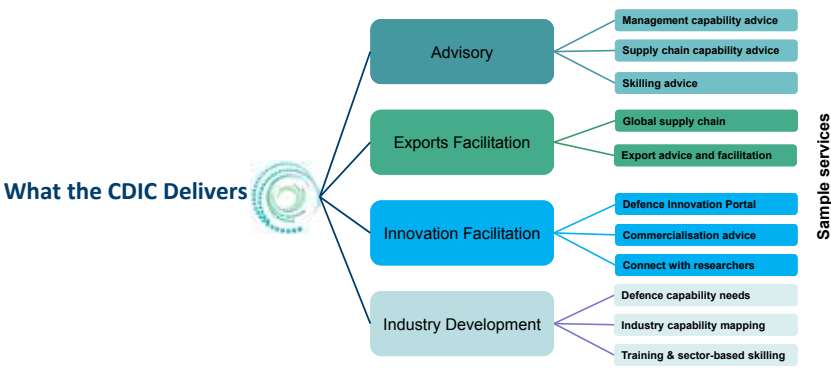 What the CDIC Delivers
Advisory
Management capability advice
Supply chain capability advice
Skilling advice
Exports Facilitation
Global supply chain
Export advice and facilitation
Innovation Facilitation
Defence Innovation Portal
Commercialisation advice
Connect with researchers
Industry Development
Defence capability needs
Industry capability mapping
Training & sector-based skilling
Sample services